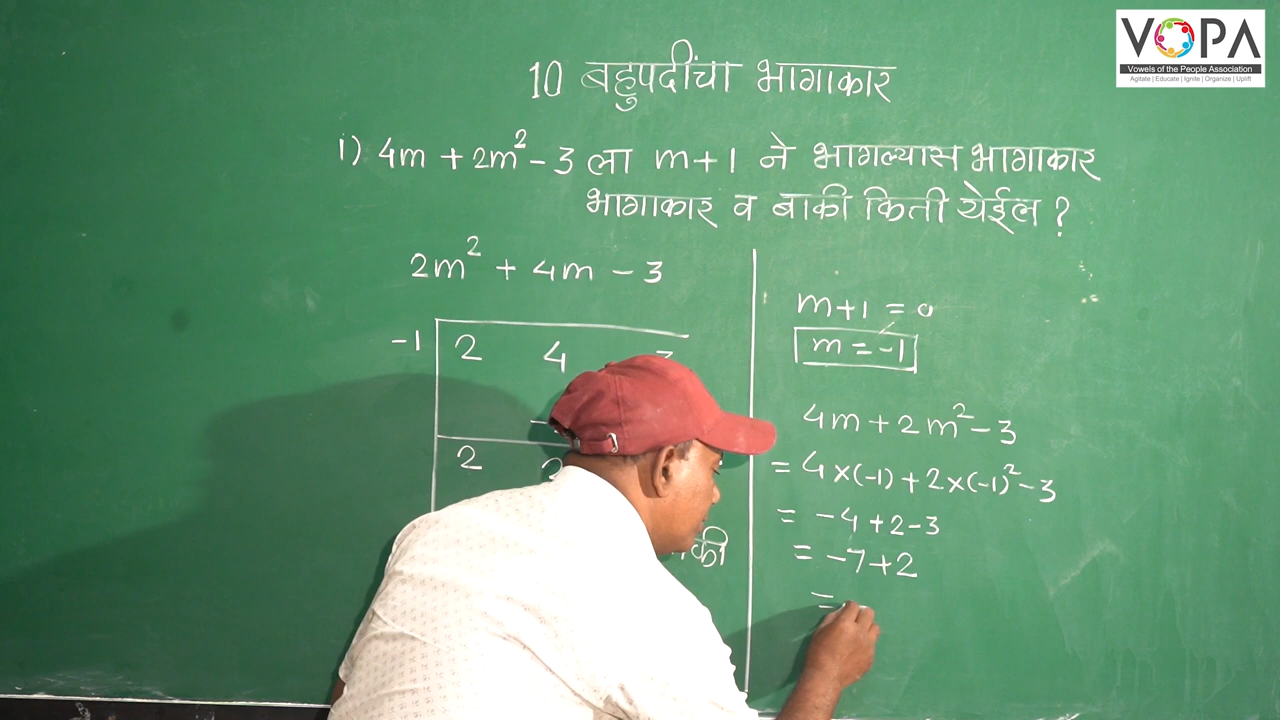 VOPA
Vowels of the People Association
Agitate | Educate | Ignite | Organize | Uplift
10 बहुपदींचा भागाकार
1) 4m + 2m² - 3 ला m+1 ने भागल्यास भागाकार
भागाकार व बाकी किती येईल ?
2m² + 4m - 3
-1 2 4
2
m+1 = 0
m = -1
4m + 2m² - 3
= 4×(-1) + 2×(-1)² - 3
= -4+2-3
= -7+2
=